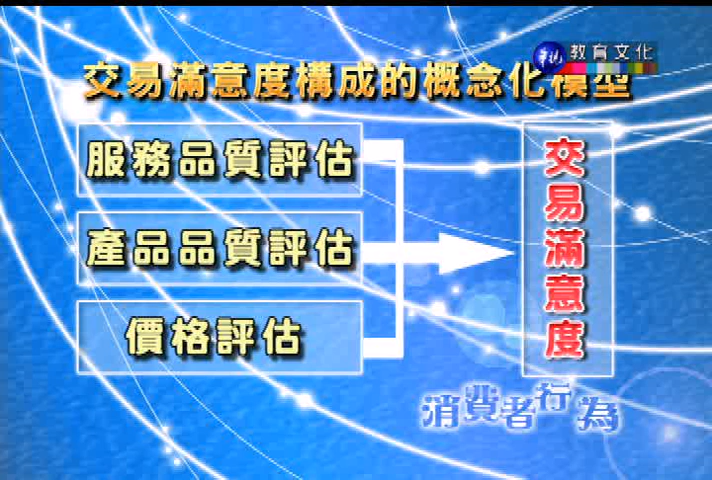 華視 教育文化
交易滿意度構成的概念化模型
服務品質評估
產品品質評估
價格評估
交易滿意度
消費者行為